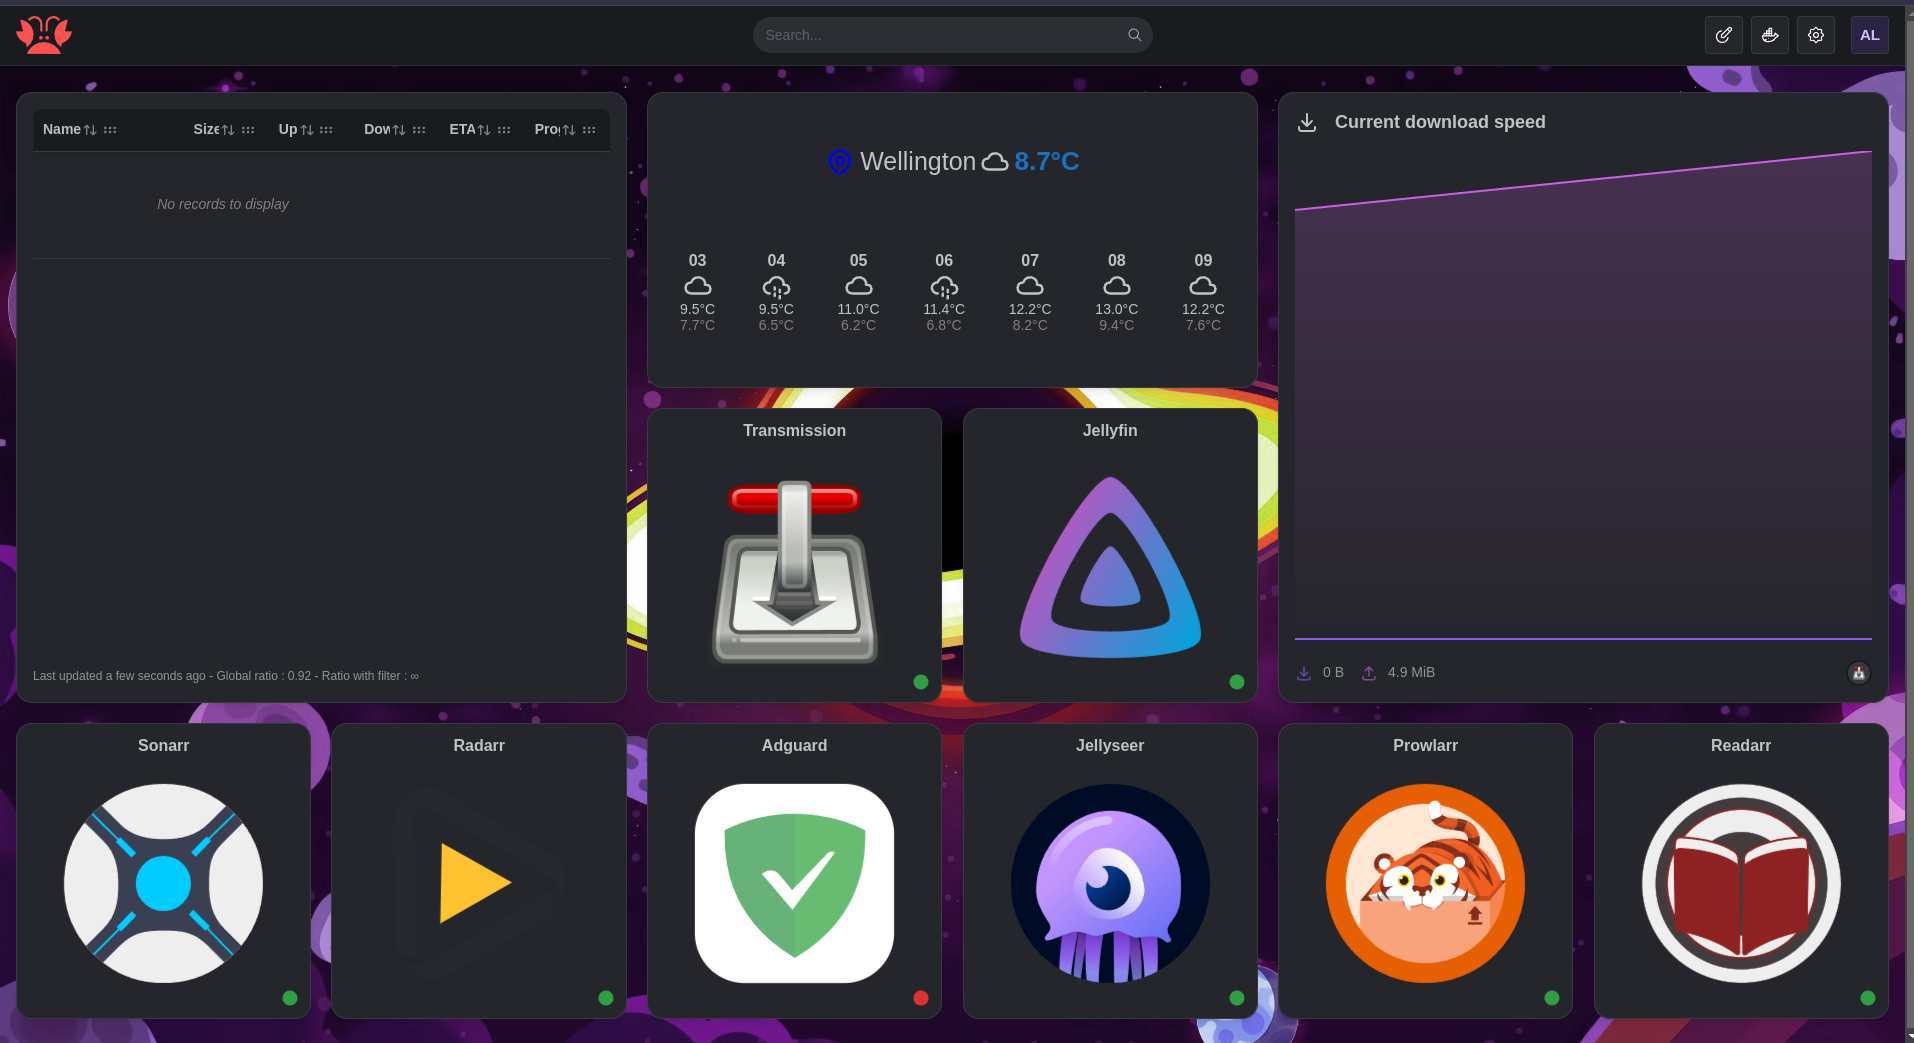 Search...
AL
Name Size Up Dow ETA Prog
No records to display
Last updated a few seconds ago - Global ratio : 0.92 - Ratio with filter : ∞
Wellington 8.7°C
03 04 05 06 07 08 09
9.5°C 9.5°C 11.0°C 11.4°C 12.2°C 13.0°C 12.2°C
7.7°C 6.5°C 6.2°C 6.8°C 8.2°C 9.4°C 7.6°C
Current download speed
0 B 4.9 MiB
Transmission
Jellyfin
Sonarr
Radarr
Adguard
Jellyseer
Prowlarr
Readarr